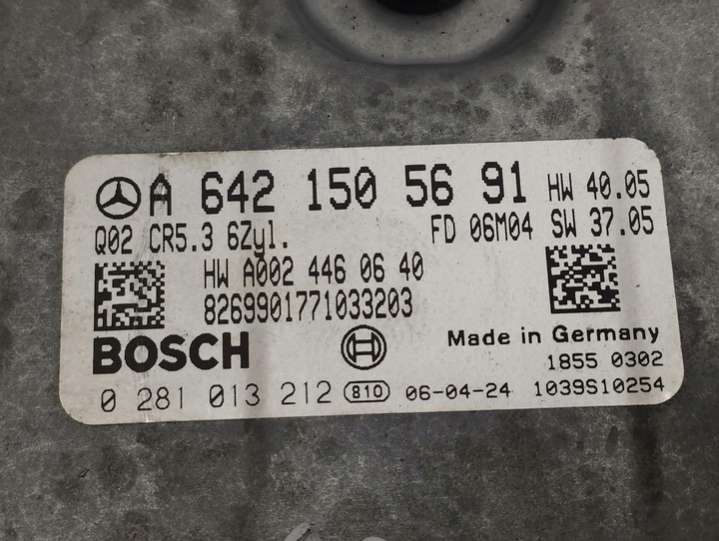 A 642 150 56 91 HW 40.05
Q02 CR5.3 6Zyl. FD 06M04 SW 37.05
HW A002 446 06 40
8269901771033203
BOSCH Made in Germany
1855 0302
0 281 013 212 810 06-04-24 1039S10254